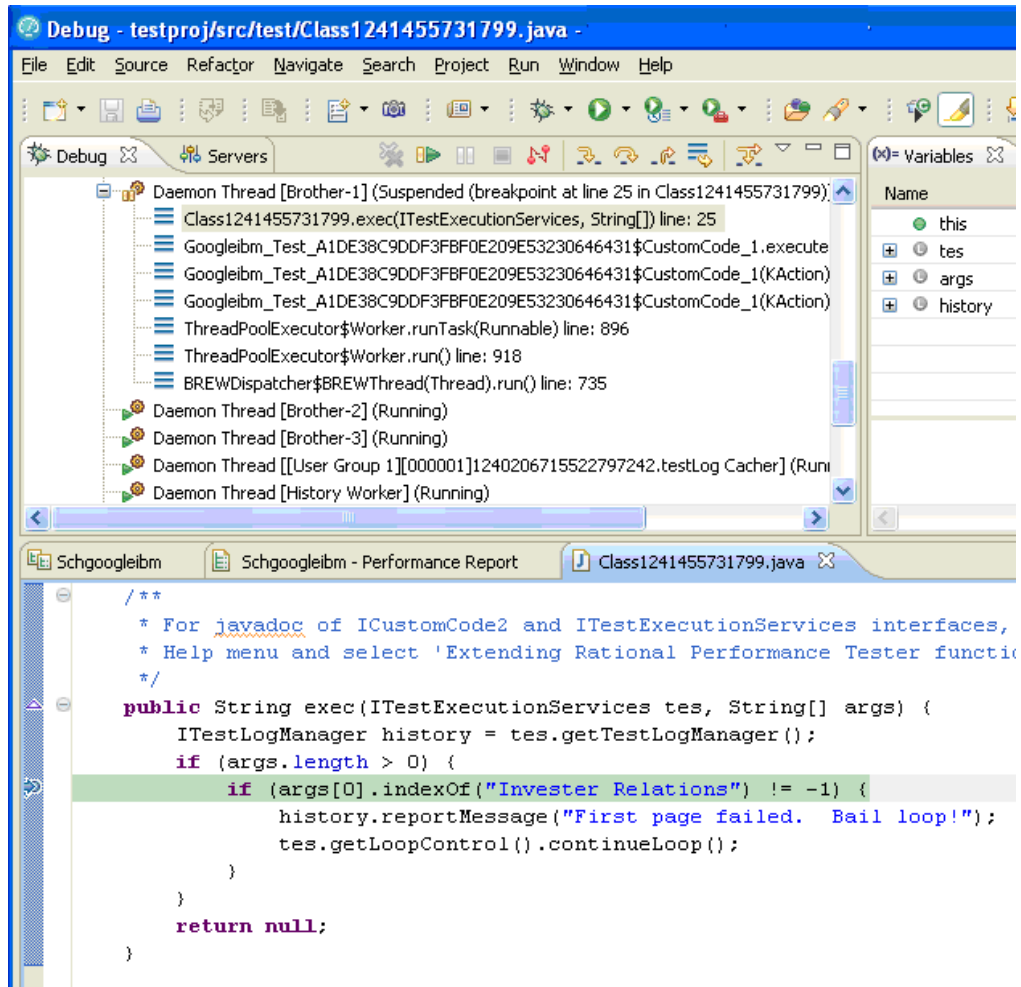 Debug - testproj/src/test/Class1241455731799.java -
File Edit Source Refactor Navigate Search Project Run Window Help
Debug Servers
(x)= Variables
Daemon Thread [Brother-1] (Suspended (breakpoint at line 25 in Class1241455731799)
Class1241455731799.exec(ITestExecutionServices, String[]) line: 25
Googleibm_Test_A1DE38C9DDF3FBF0E209E53230646431$CustomCode_1.execute
Googleibm_Test_A1DE38C9DDF3FBF0E209E53230646431$CustomCode_1(KAction)
Googleibm_Test_A1DE38C9DDF3FBF0E209E53230646431$CustomCode_1(KAction)
ThreadPoolExecutor$Worker.runTask(Runnable) line: 896
ThreadPoolExecutor$Worker.run() line: 918
BREWDispatcher$BREWThread(Thread).run() line: 735
Daemon Thread [Brother-2] (Running)
Daemon Thread [Brother-3] (Running)
Daemon Thread [[User Group 1][000001]1240206715522797242.testLog Cacher] (Run
Daemon Thread [History Worker] (Running)
Name
this
tes
args
history
Schgoogleibm
Schgoogleibm - Performance Report
Class1241455731799.java
/**
* For javadoc of ICustomCode2 and ITestExecutionServices interfaces,
* Help menu and select 'Extending Rational Performance Tester functi
*/
public String exec(ITestExecutionServices tes, String[] args) {
ITestLogManager history = tes.getTestLogManager();
if (args.length > 0) {
if (args[0].indexOf("Invester Relations") != -1) {
history.reportMessage("First page failed.  Bail loop!");
tes.getLoopControl().continueLoop();
}
}
return null;
}